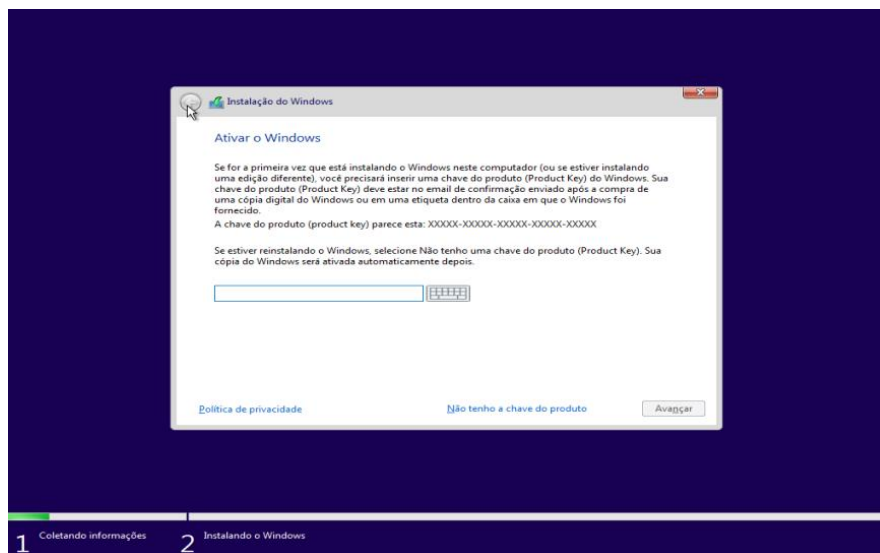 Instalação do Windows
Ativar o Windows
Se for a primeira vez que está instalando o Windows neste computador (ou se estiver instalando
uma edição diferente), você precisará inserir uma chave do produto (Product Key) do Windows. Sua
chave do produto (Product Key) deve estar no email de confirmação enviado após a compra de
uma cópia digital do Windows ou em uma etiqueta dentro da caixa em que o Windows foi
fornecido.
A chave do produto (product key) parece esta: XXXXX-XXXXX-XXXXX-XXXXX-XXXXX
Se estiver reinstalando o Windows, selecione Não tenho uma chave do produto (Product Key). Sua
cópia do Windows será ativada automaticamente depois.
Política de privacidade
Não tenho a chave do produto
Avançar
1 Coletando informações
2 Instalando o Windows